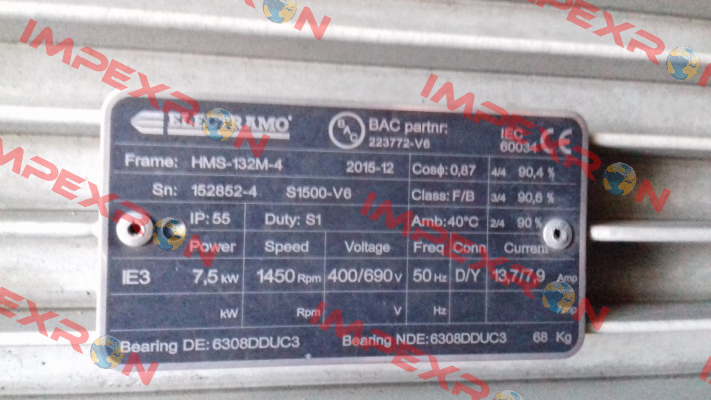 IMPEXRON
ELECTRAMO
BAC
BAC partnr:
223772-V6
IEC
60034
CE
Frame: HMS-132M-4 2015-12 Cosϕ: 0,87 4/4 90,4%
Sn: 152852-4 S1500-V6 Class: F/B 3/4 90,6%
IP: 55 Duty: S1 Amb: 40°C 2/4 90%
Power Speed Voltage Freq Conn Current
IE3 7,5 kW 1450 Rpm 400/690 V 50 Hz D/Y 13,7/7,9 Amp
kW Rpm V Hz Amp
Bearing DE: 6308DDUC3 Bearing NDE: 6308DDUC3 68 Kg
IMPEXRON
IMPEXRON
IMPEXRON
IMPEXRON